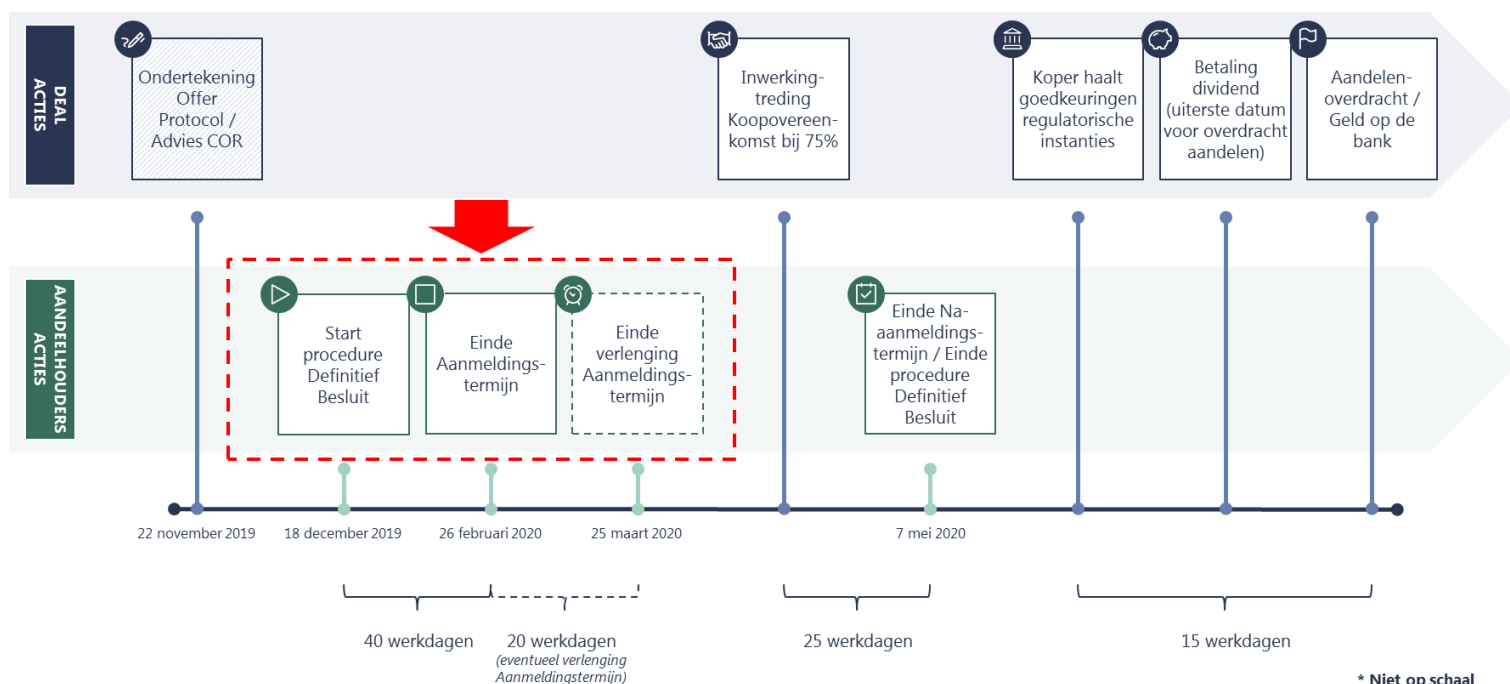 DEAL
ACTIES
Ondertekening
Offer
Protocol /
Advies COR
Inwerking-
treding
Koopovereen-
komst bij 75%
Koper haalt
goedkeuringen
regulatorische
instanties
Betaling
dividend
(uiterste datum
voor overdracht
aandelen)
Aandelen-
overdracht /
Geld op de
bank
AANDEELHOUDERS
ACTIES
Start
procedure
Definitief
Besluit
Einde
Aanmeldings-
termijn
Einde
verlenging
Aanmeldings-
termijn
Einde Na-
aanmeldings-
termijn / Einde
procedure
Definitief
Besluit
22 november 2019
18 december 2019
26 februari 2020
25 maart 2020
7 mei 2020
40 werkdagen
20 werkdagen
(eventueel verlenging
Aanmeldingstermijn)
25 werkdagen
15 werkdagen
* Niet op schaal